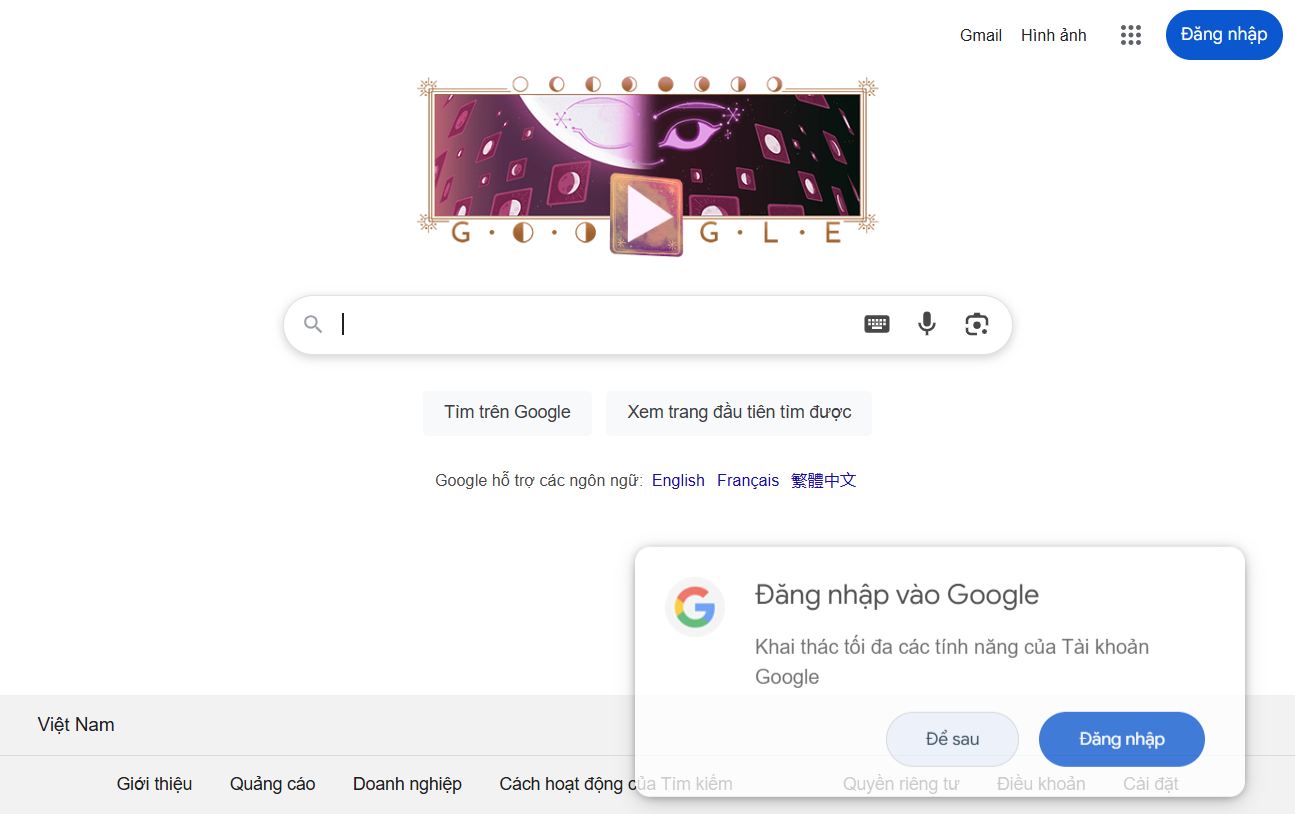 Gmail Hình ảnh Đăng nhập
G · · G · L · E
Tìm trên Google Xem trang đầu tiên tìm được
Google hỗ trợ các ngôn ngữ: English Français 繁體中文
Đăng nhập vào Google
Khai thác tối đa các tính năng của Tài khoản
Google
Để sau Đăng nhập
Việt Nam
Giới thiệu Quảng cáo Doanh nghiệp Cách hoạt động của Tìm kiếm Quyền riêng tư Điều khoản Cài đặt